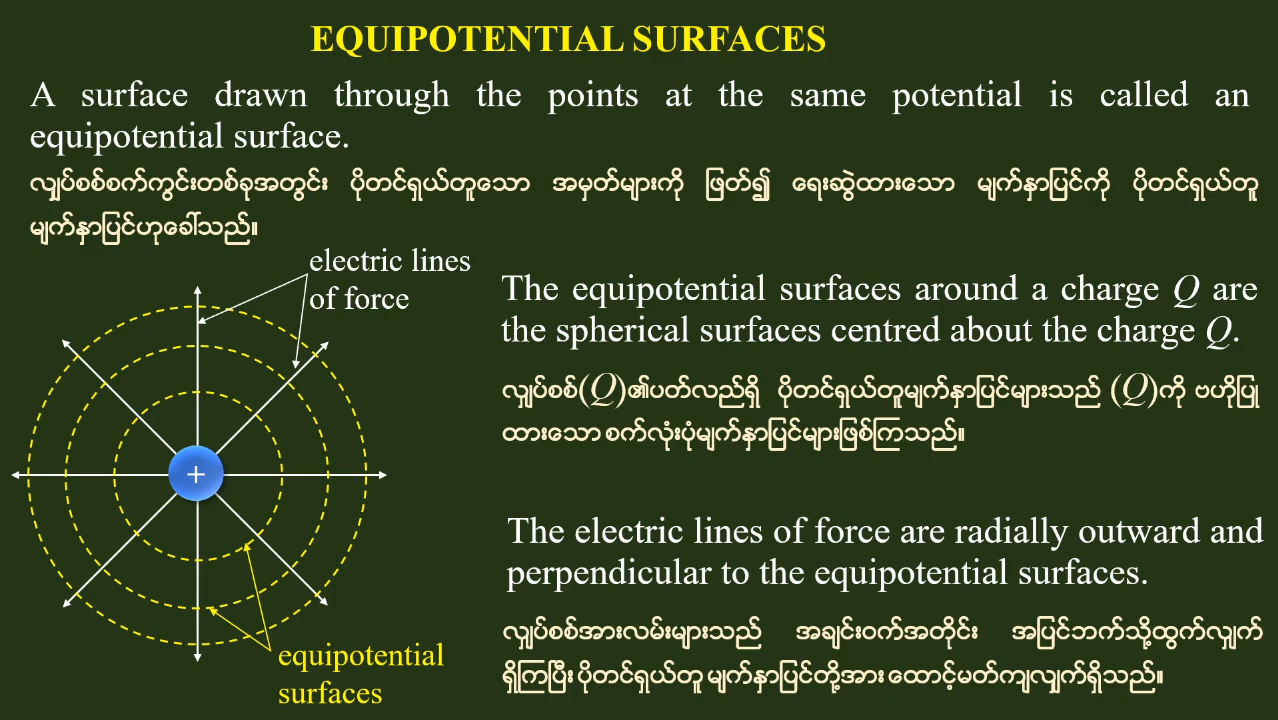 EQUIPOTENTIAL SURFACES
A surface drawn through the points at the same potential is called an
equipotential surface.
လျှပ်စစ်စက်ကွင်းတစ်ခုအတွင်း ပိုတင်ရှယ်တူသော အမှတ်များကို ဖြတ်၍ ရေးဆွဲထားသော မျက်နှာပြင်ကို ပိုတင်ရှယ်တူ
မျက်နှာပြင်ဟုခေါ်သည်။
electric lines
of force
The equipotential surfaces around a charge Q are
the spherical surfaces centred about the charge Q.
လျှပ်စစ်(Q)၏ပတ်လည်ရှိ ပိုတင်ရှယ်တူမျက်နှာပြင်များသည် (Q)ကို ဗဟိုပြု
ထားသော စက်လုံးပုံမျက်နှာပြင်များဖြစ်ကြသည်။
+
The electric lines of force are radially outward and
perpendicular to the equipotential surfaces.
လျှပ်စစ်အားလမ်းများသည် အချင်းဝက်အတိုင်း အပြင်ဘက်သို့ထွက်လျှက်
ရှိကြပြီး ပိုတင်ရှယ်တူ မျက်နှာပြင်တို့အား ထောင့်မတ်ကျလျှက်ရှိသည်။
equipotential
surfaces